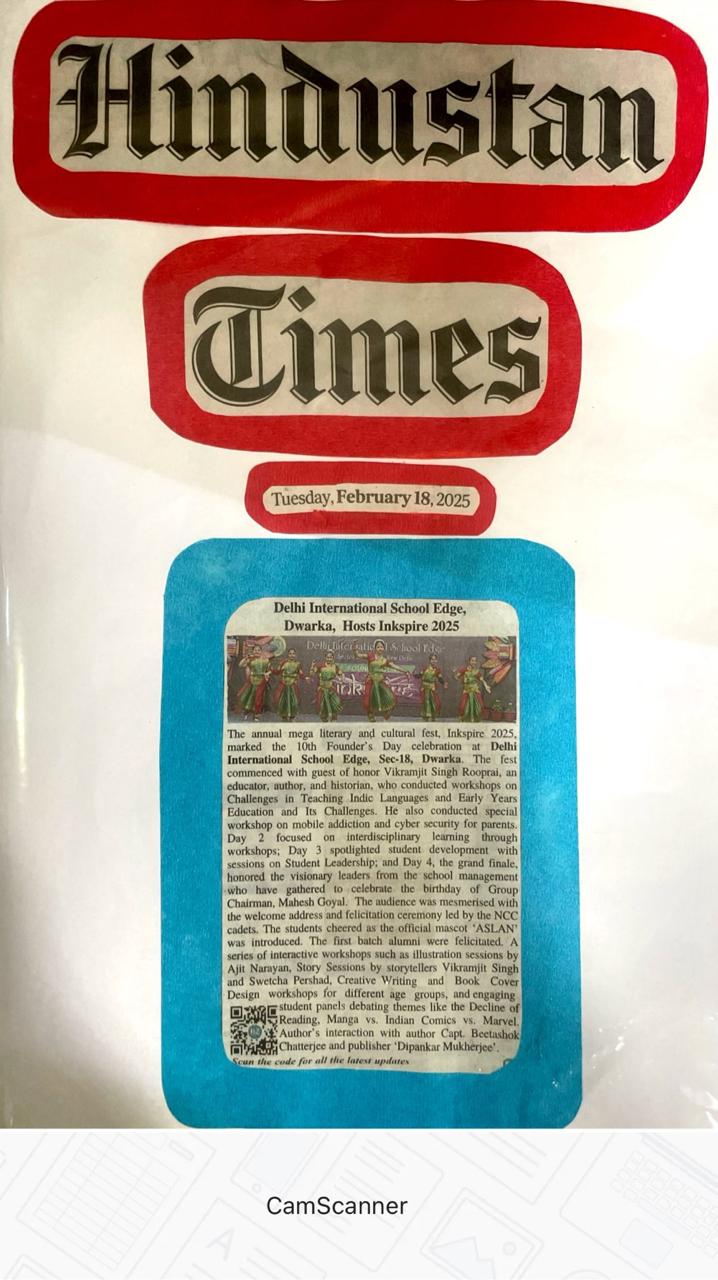 Hindustan
Times
Tuesday, February 18, 2025
Delhi International School Edge,
Dwarka, Hosts Inkspire 2025
Delhi International School Edge
The annual mega literary and cultural fest, Inkspire 2025,
marked the 10th Founder's Day celebration at Delhi
International School Edge, Sec-18, Dwarka. The fest
commenced with guest of honor Vikramjit Singh Rooprai, an
educator, author, and historian, who conducted workshops on
Challenges in Teaching Indic Languages and Early Years
Education and Its Challenges. He also conducted special
workshop on mobile addiction and cyber security for parents.
Day 2 focused on interdisciplinary learning through
workshops; Day 3 spotlighted student development with
sessions on Student Leadership; and Day 4, the grand finale,
honored the visionary leaders from the school management
who have gathered to celebrate the birthday of Group
Chairman, Mahesh Goyal. The audience was mesmerised with
the welcome address and felicitation ceremony led by the NCC
cadets. The students cheered as the official mascot 'ASLAN'
was introduced. The first batch alumni were felicitated. A
series of interactive workshops such as illustration sessions by
Ajit Narayan, Story Sessions by storytellers Vikramjit Singh
and Swetcha Pershad, Creative Writing and Book Cover
Design workshops for different age groups, and engaging
student panels debating themes like the Decline of
Reading, Manga vs. Indian Comics vs. Marvel.
Author's interaction with author Capt. Beetashok
Chatterjee and publisher 'Dipankar Mukherjee'.
Scan the code for all the latest updates
CamScanner